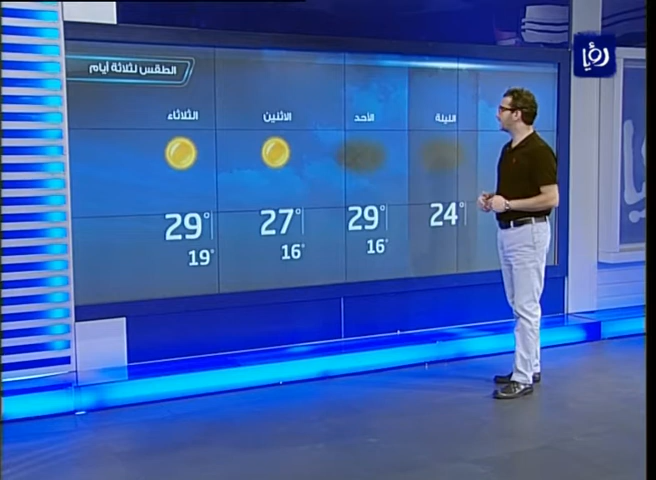 رؤيا
الطقس لثلاثة أيام
الليلة
الأحد
الاثنين
الثلاثاء
24°
29°
27°
29°
16°
16°
19°